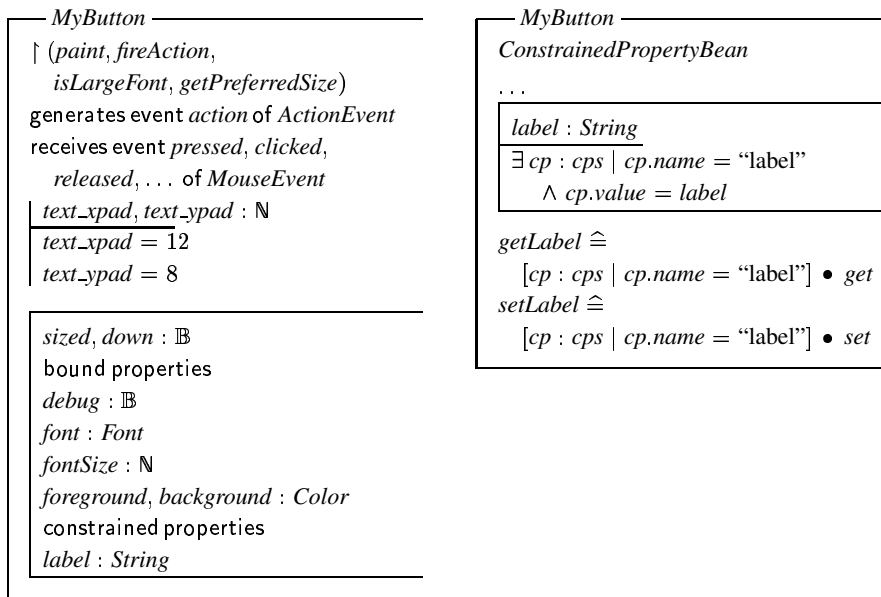 MyButton
↾ (paint, fireAction,
isLargeFont, getPreferredSize)
generates event action of ActionEvent
receives event pressed, clicked,
released, . . . of MouseEvent
text_xpad, text_ypad : ℕ
text_xpad = 12
text_ypad = 8
sized, down : 𝔹
bound properties
debug : 𝔹
font : Font
fontSize : ℕ
foreground, background : Color
constrained properties
label : String
MyButton
ConstrainedPropertyBean
. . .
label : String
∃ cp : cps | cp.name = “label”
∧ cp.value = label
getLabel ≙
[cp : cps | cp.name = “label”] • get
setLabel ≙
[cp : cps | cp.name = “label”] • set